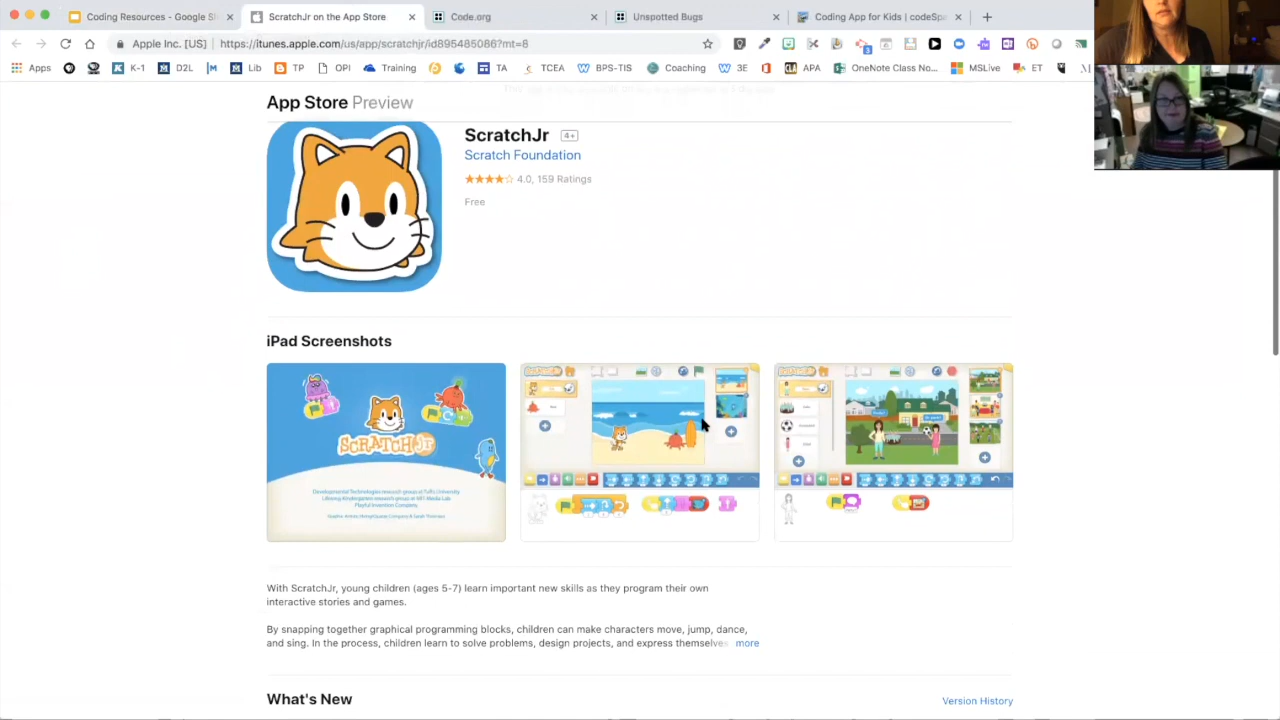 Coding Resources - Google Sl
ScratchJr on the App Store
Code.org
Unspotted Bugs
Coding App for Kids | codeSpa
Apple Inc. [US]
https://itunes.apple.com/us/app/scratchjr/id895485086?mt=8
Apps
K-1
D2L
Lib
TP
OPI
Training
TA
TCEA
BPS-TIS
Coaching
3E
APA
OneNote Class No...
MSLive
ET
App Store Preview
ScratchJr 4+
Scratch Foundation
4.0, 159 Ratings
Free
iPad Screenshots
SCRATCH Jr
With ScratchJr, young children (ages 5-7) learn important new skills as they program their own
interactive stories and games.
By snapping together graphical programming blocks, children can make characters move, jump, dance,
and sing. In the process, children learn to solve problems, design projects, and express themselves
more
What's New
Version History